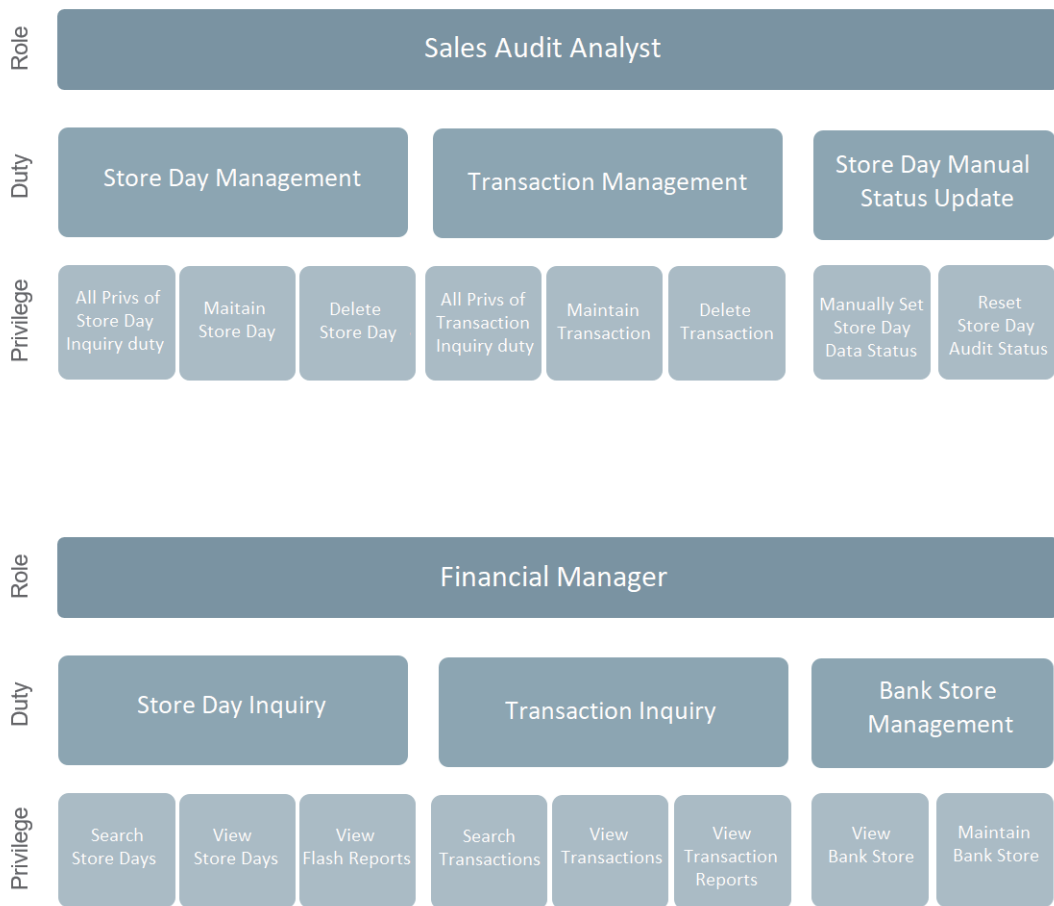 Role
Sales Audit Analyst
Duty
Store Day Management
Transaction Management
Store Day Manual
Status Update
Privilege
All Privs of
Store Day
Inquiry duty
Maitain
Store Day
Delete
Store Day
All Privs of
Transaction
Inquiry duty
Maintain
Transaction
Delete
Transaction
Manually Set
Store Day
Data Status
Reset
Store Day
Audit Status
Role
Financial Manager
Duty
Store Day Inquiry
Transaction Inquiry
Bank Store
Management
Privilege
Search
Store Days
View
Store Days
View
Flash Reports
Search
Transactions
View
Transactions
View
Transaction
Reports
View
Bank Store
Maintain
Bank Store